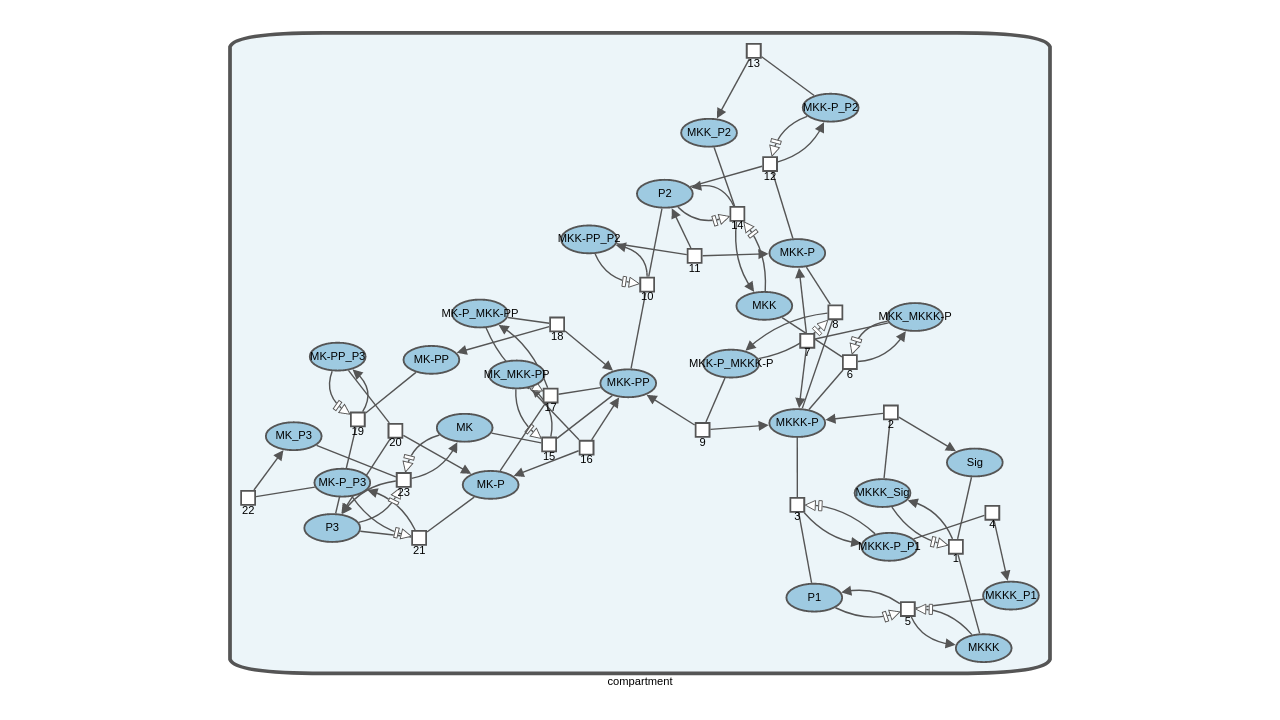 13
MKK-P_P2
MKK_P2
12
P2
14
MKK-PP_P2
MKK-P
11
10
MKK
MK-P_MKK-PP
8
MKK_MKKK-P
18
7
MK-PP_P3
MK-PP
MKK-P_MKKK-P
6
MK_MKK-PP
MKK-PP
17
MKKK-P
2
19
MK
MK_P3
20
9
15
16
Sig
MK-P_P3
23
MK-P
MKKK_Sig
22
3
4
P3
21
MKKK-P_P1
1
P1
MKKK_P1
5
MKKK
compartment